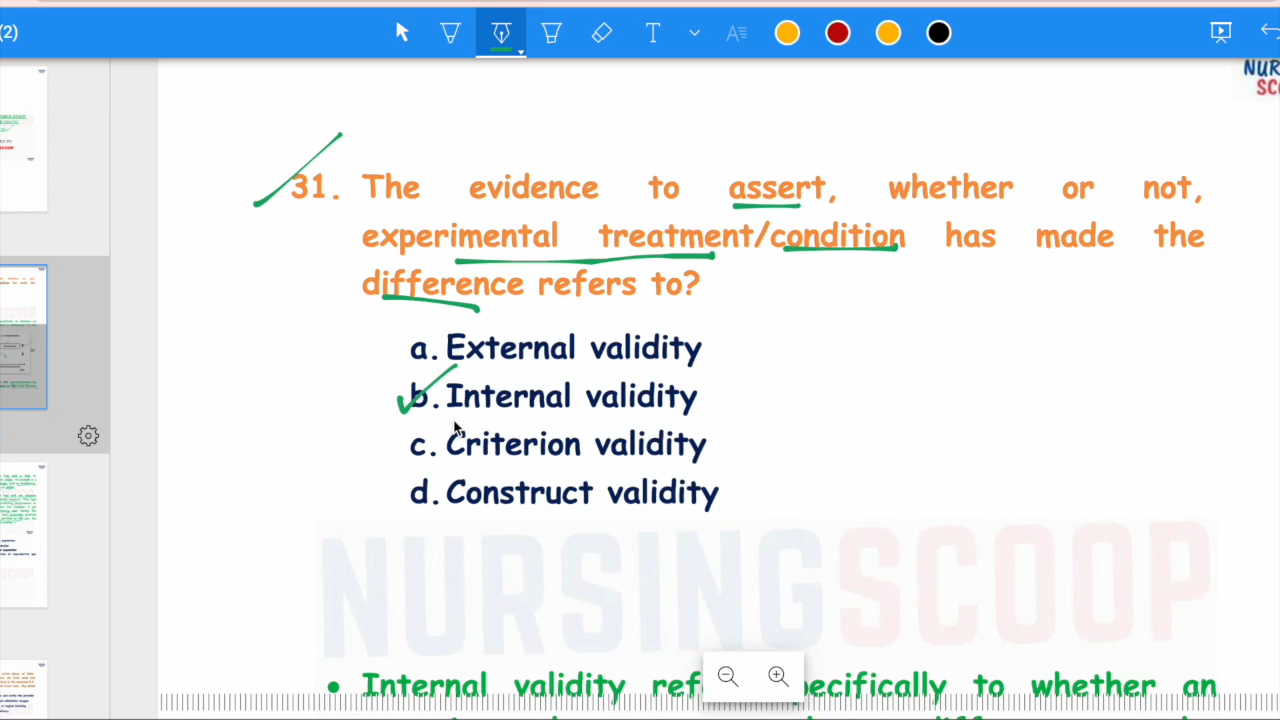 (2)
T
A
NUR
SCO
31. The evidence to assert, whether or not,
experimental treatment/condition has made the
difference refers to?
a. External validity
b. Internal validity
c. Criterion validity
d. Construct validity
NURSINGSCOOP
• Internal validity ref pecifically to whether an